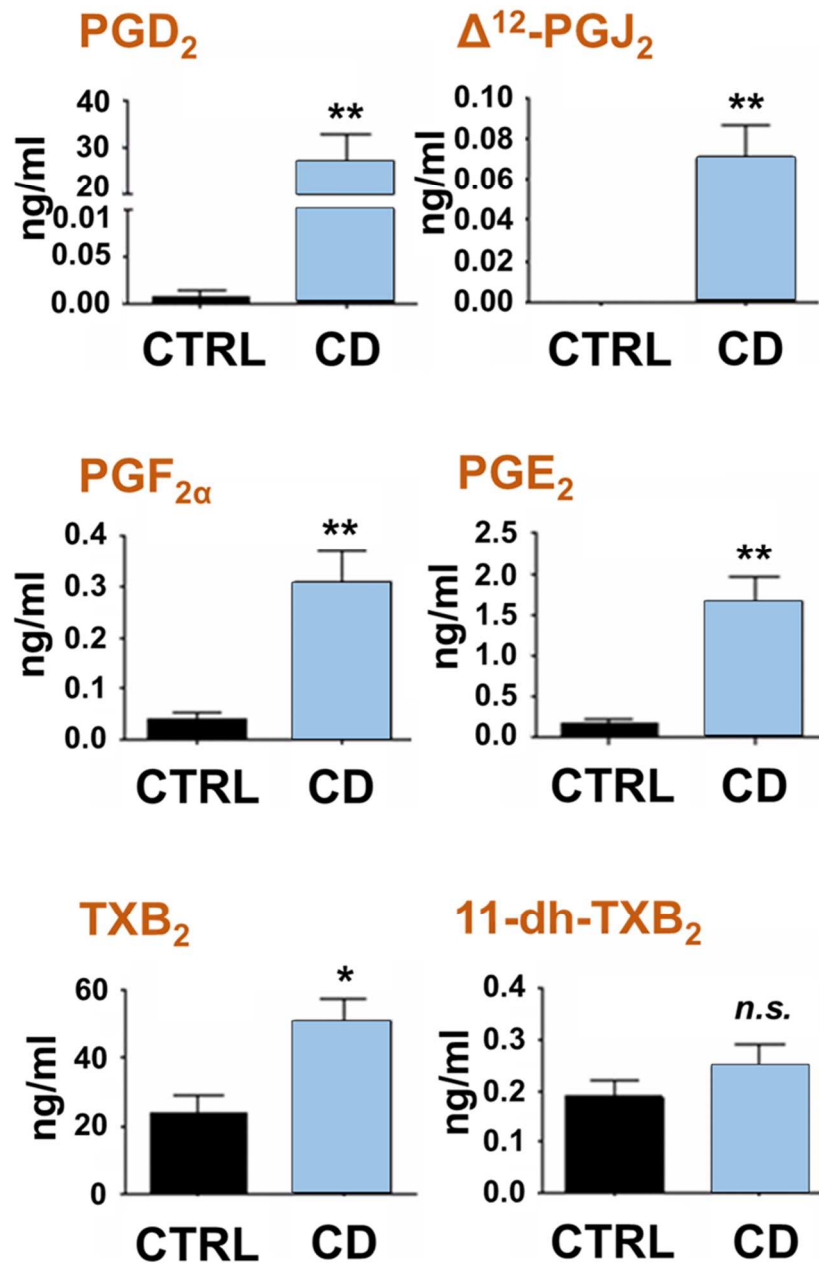 PGD₂
ng/ml
40
30
20
0.01
0.05
0.00
**
CTRL CD
Δ¹²-PGJ₂
ng/ml
0.10
0.08
0.06
0.04
0.02
0.00
**
CTRL CD
PGF₂α
ng/ml
0.4
0.3
0.2
0.1
0.0
**
CTRL CD
PGE₂
ng/ml
2.5
2.0
1.5
1.0
0.5
0.0
**
CTRL CD
TXB₂
ng/ml
60
40
20
0
*
CTRL CD
11-dh-TXB₂
ng/ml
0.4
0.3
0.2
0.1
0.0
n.s.
CTRL CD